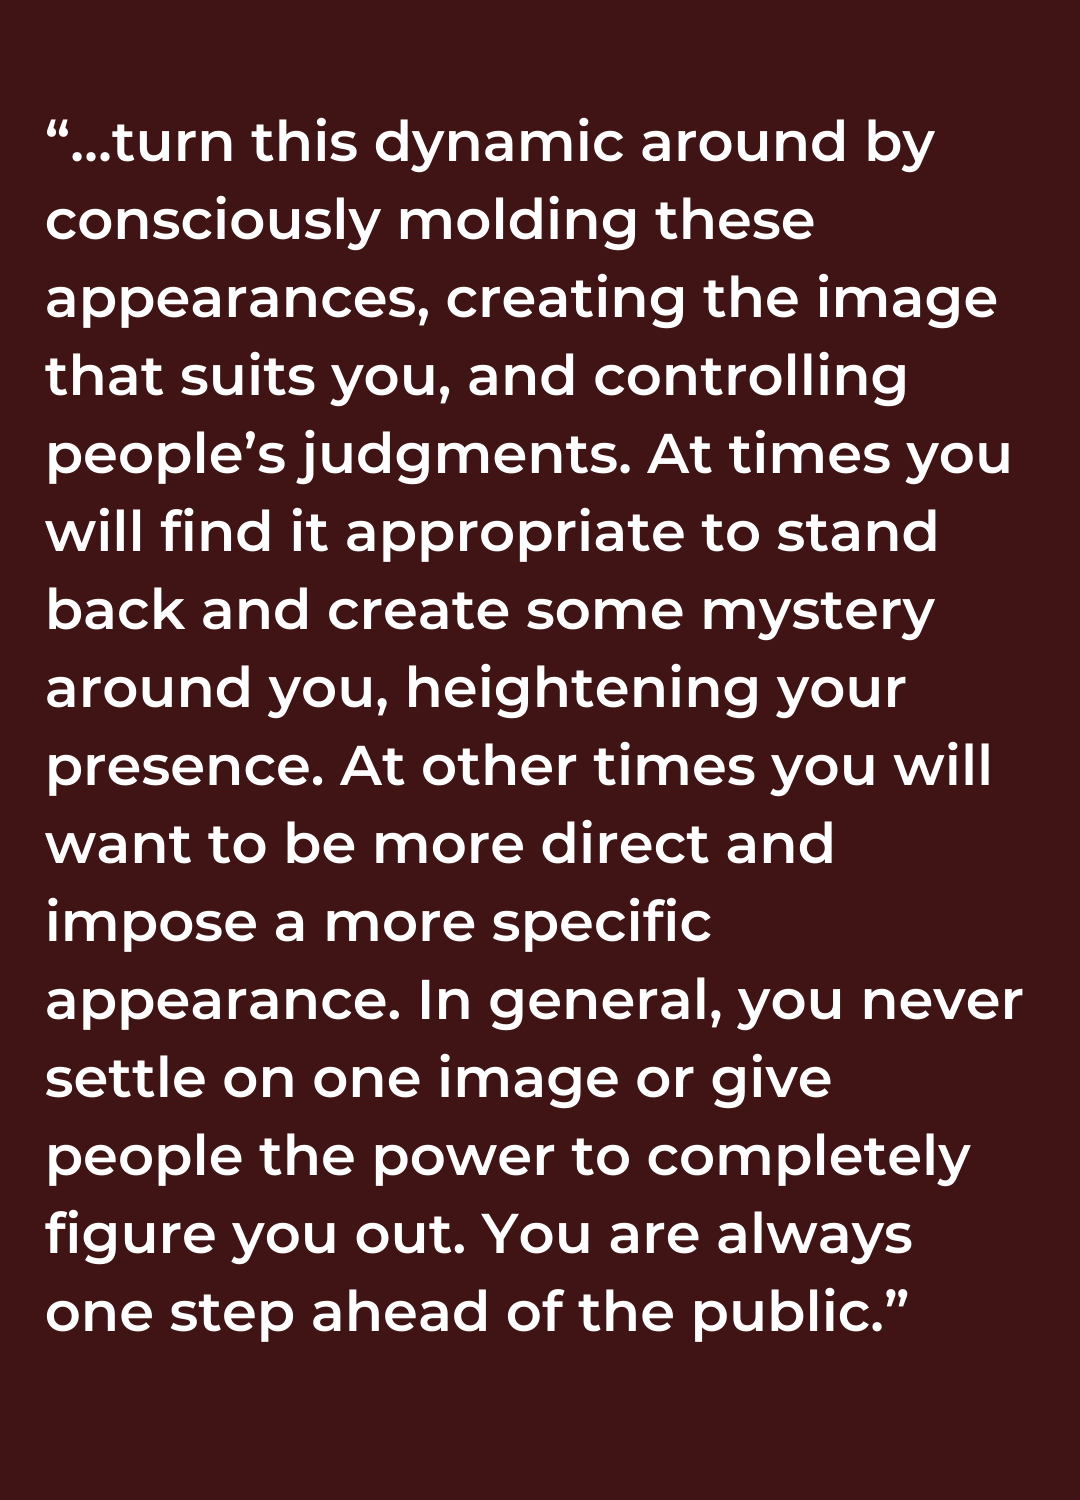 “...turn this dynamic around by
consciously molding these
appearances, creating the image
that suits you, and controlling
people’s judgments. At times you
will find it appropriate to stand
back and create some mystery
around you, heightening your
presence. At other times you will
want to be more direct and
impose a more specific
appearance. In general, you never
settle on one image or give
people the power to completely
figure you out. You are always
one step ahead of the public.”